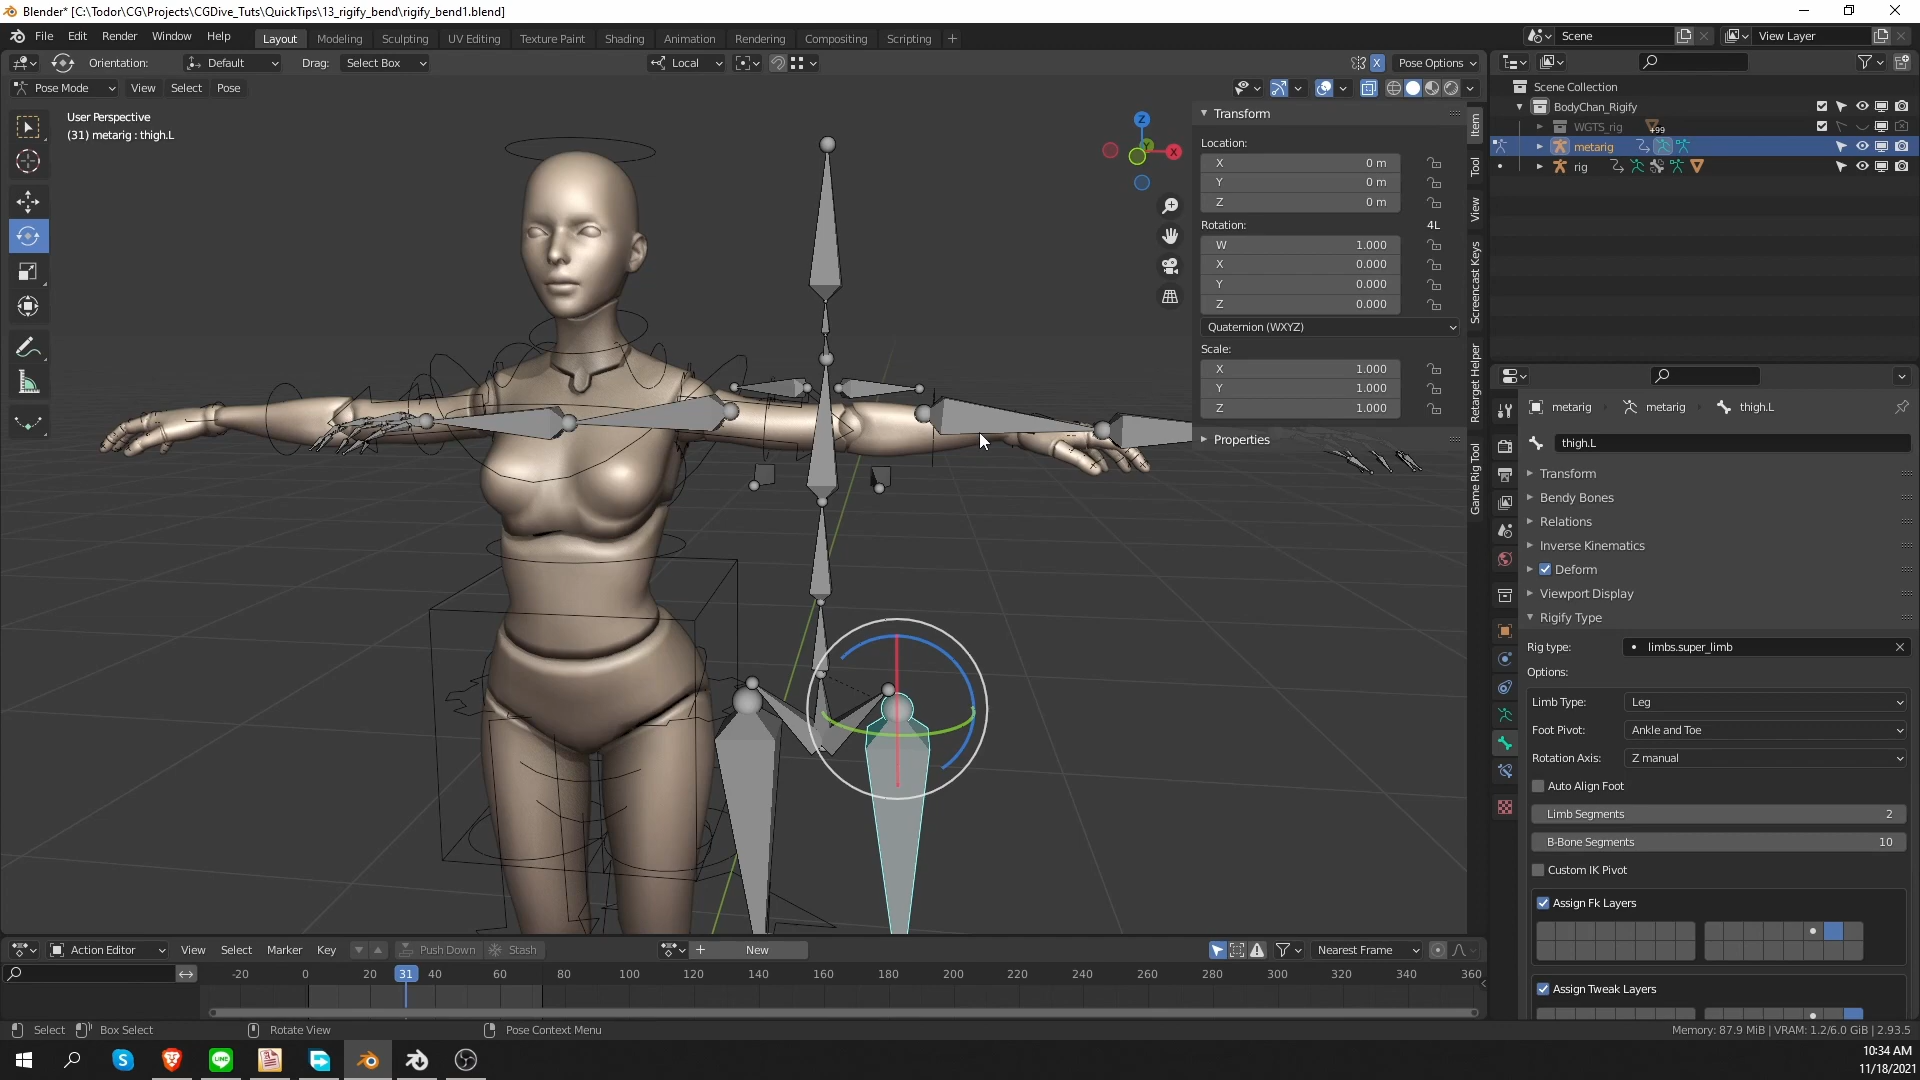 Blender* [C:\Todor\CG\Projects\CGDive_Tuts\QuickTips\13_rigify_bend\rigify_bend1.blend]
File Edit Render Window Help Layout Modeling Sculpting UV Editing Texture Paint Shading Animation Rendering Compositing Scripting + Scene View Layer
Orientation: Default Drag: Select Box Local X Pose Options
Pose Mode View Select Pose
User Perspective
(31) metarig : thigh.L
Z
Y
X
Transform
Location:
X 0 m
Y 0 m
Z 0 m
Rotation: 4L
W 1.000
X 0.000
Y 0.000
Z 0.000
Quaternion (WXYZ)
Scale:
X 1.000
Y 1.000
Z 1.000
Properties
Item
Tool
View
Screencast Keys
Retarget Helper
Game Rig Tool
Scene Collection
BodyChan_Rigify
WGTS_rig +99
metarig
rig
metarig metarig thigh.L
thigh.L
Transform
Bendy Bones
Relations
Inverse Kinematics
Deform
Viewport Display
Rigify Type
Rig type: limbs.super_limb
Options:
Limb Type: Leg
Foot Pivot: Ankle and Toe
Rotation Axis: Z manual
Auto Align Foot
Limb Segments 2
B-Bone Segments 10
Custom IK Pivot
Assign Fk Layers
Assign Tweak Layers
Action Editor View Select Marker Key Push Down Stash + New Nearest Frame
-20 0 20 31 40 60 80 100 120 140 160 180 200 220 240 260 280 300 320 340 360
Select Box Select Rotate View Pose Context Menu Memory: 87.9 MiB | VRAM: 1.2/6.0 GiB | 2.93.5
LINE
10:34 AM
11/18/2021